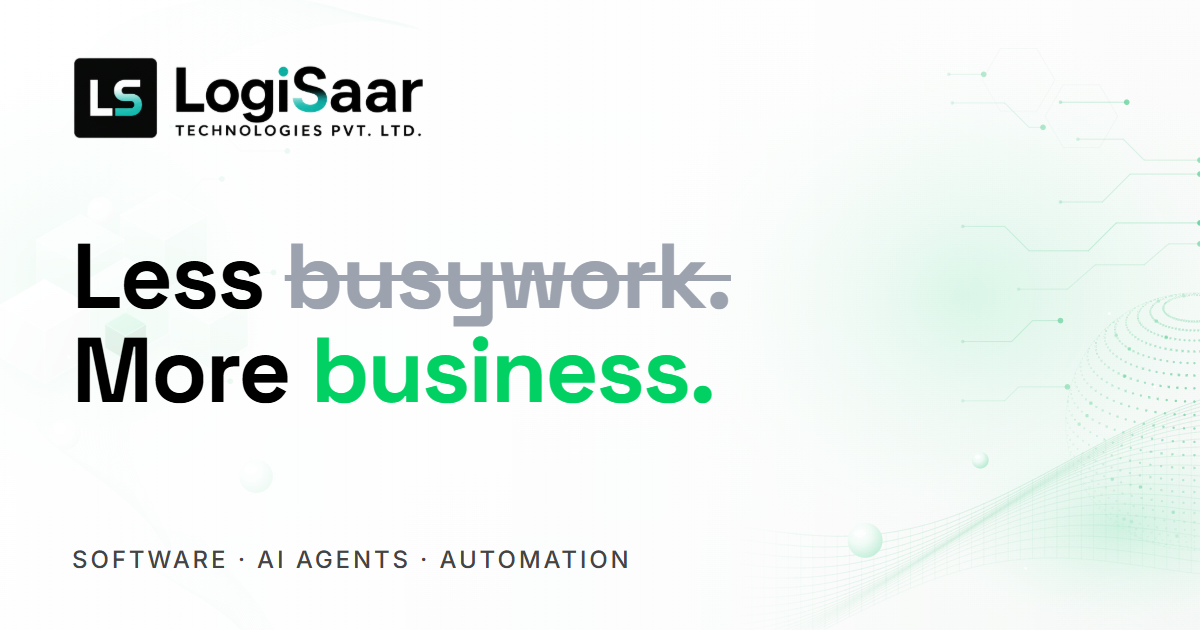 LS LogiSaar
TECHNOLOGIES PVT. LTD.
Less busywork.
More business.
SOFTWARE · AI AGENTS · AUTOMATION